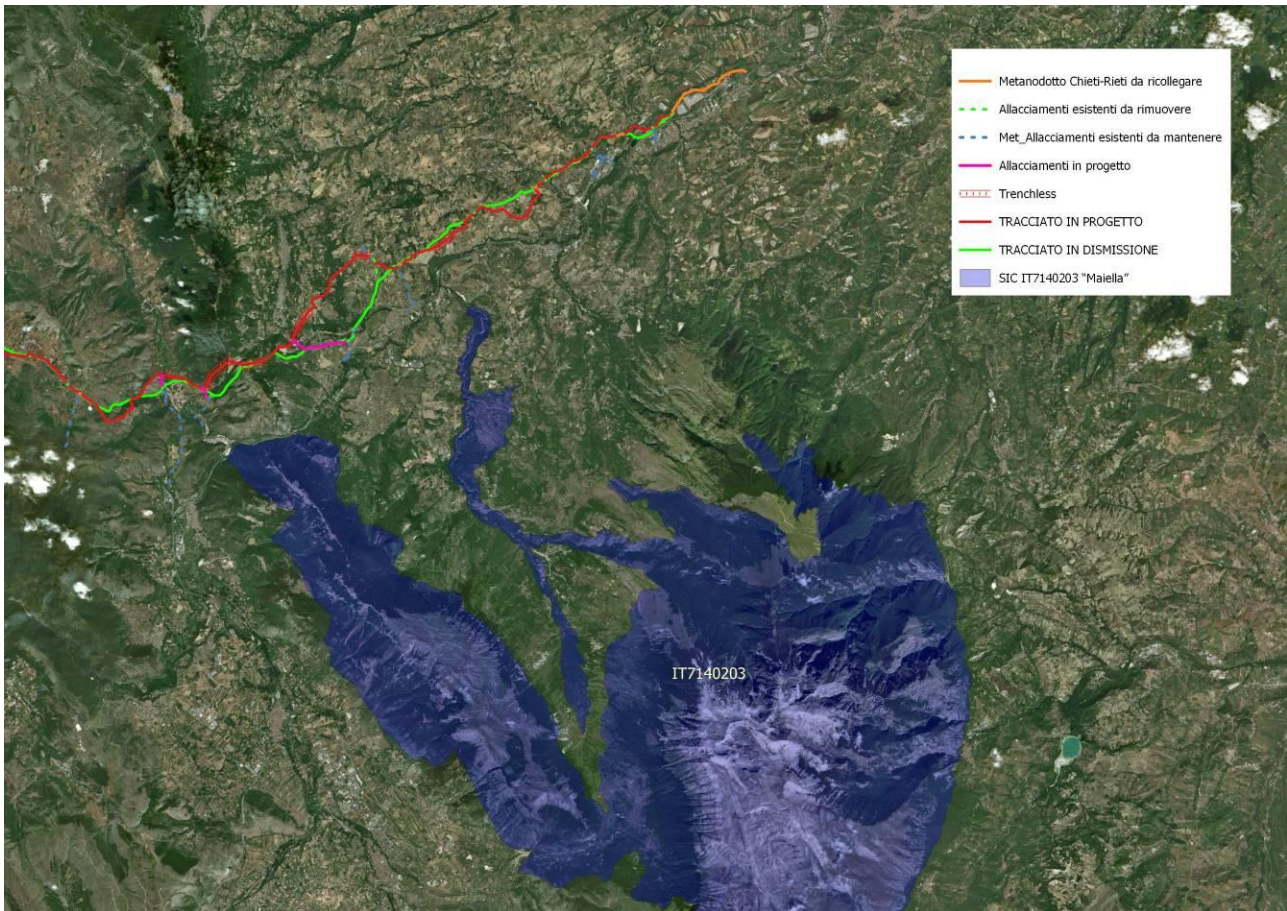 Metanodotto Chieti-Rieti da ricollegare
Allacciamenti esistenti da rimuovere
Met_Allacciamenti esistenti da mantenere
Allacciamenti in progetto
Trenchless
TRACCIATO IN PROGETTO
TRACCIATO IN DISMISSIONE
SIC IT7140203 "Maiella"
IT7140203